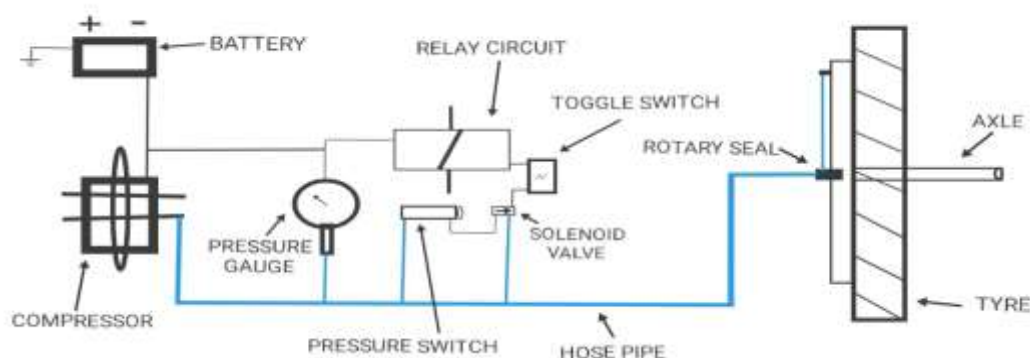 + -
BATTERY
RELAY CIRCUIT
TOGGLE SWITCH
AXLE
ROTARY SEAL
PRESSURE
GAUGE
SOLENOID
VALVE
COMPRESSOR
TYRE
PRESSURE SWITCH
HOSE PIPE